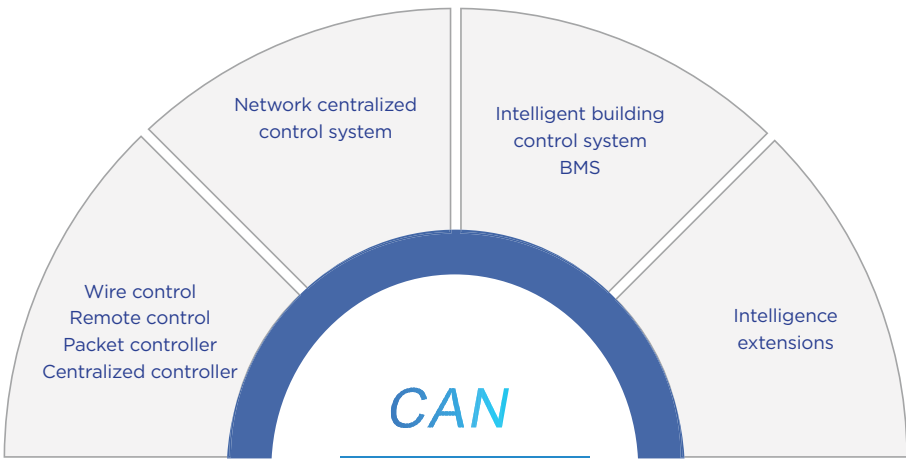 Network centralized
control system
Intelligent building
control system
BMS
Wire control
Remote control
Packet controller
Centralized controller
Intelligence
extensions
CAN